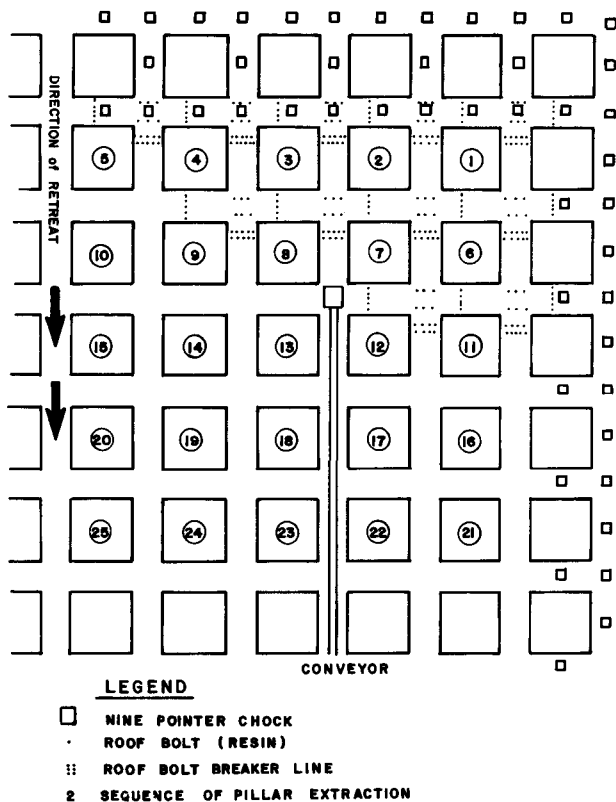 DIRECTION of RETREAT
5 4 3 2 1
10 9 8 7 6
15 14 13 12 11
20 19 18 17 16
25 24 23 22 21
CONVEYOR
LEGEND
NINE POINTER CHOCK
ROOF BOLT (RESIN)
ROOF BOLT BREAKER LINE
2 SEQUENCE OF PILLAR EXTRACTION